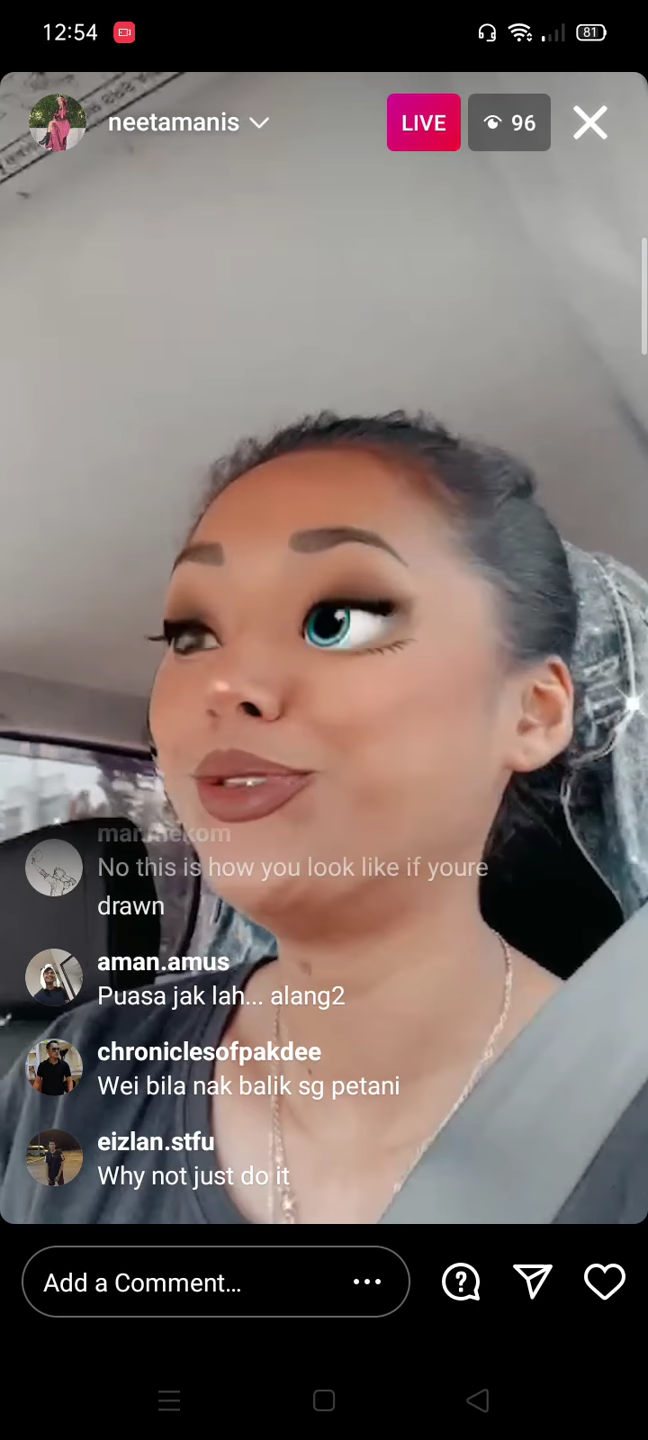 12:54
81
neetamanis
LIVE
96
No this is how you look like if youre
drawn
aman.amus
Puasa jak lah... alang2
chroniclesofpakdee
Wei bila nak balik sg petani
eizlan.stfu
Why not just do it
Add a Comment...